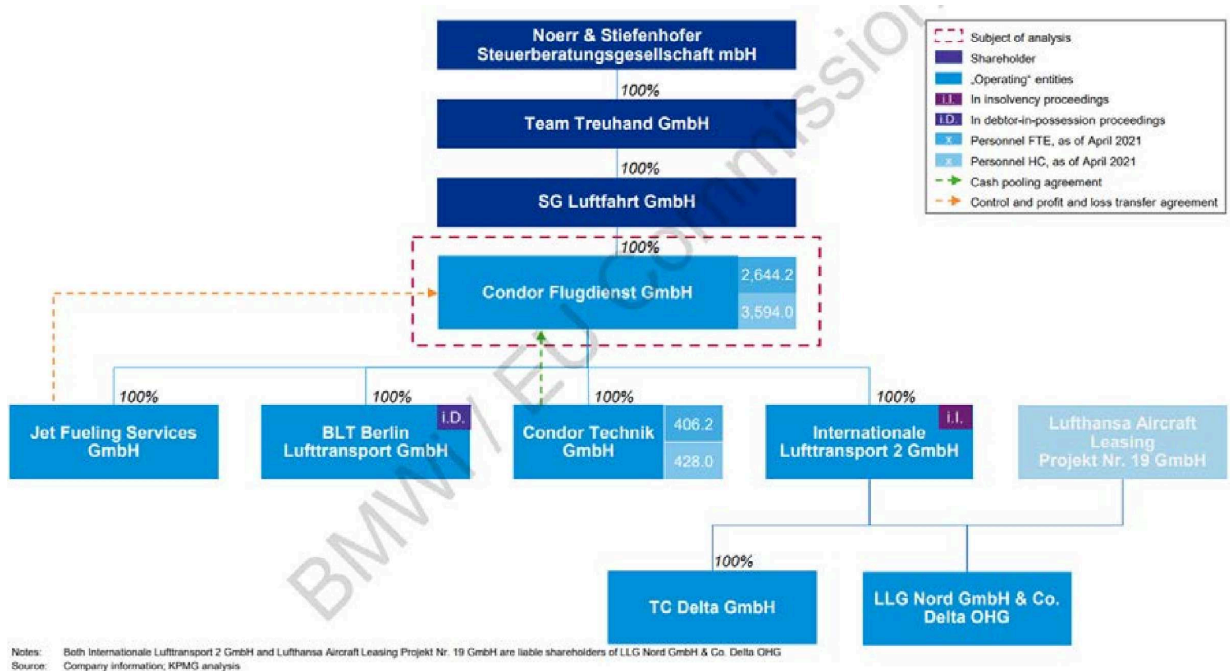 Noerr & Stiefenhofer
Steuerberatungsgesellschaft mbH
100%
Team Treuhand GmbH
100%
SG Luftfahrt GmbH
100%
Condor Flugdienst GmbH
2,644.2
3,594.0
Subject of analysis
Shareholder
„Operating“ entities
i.I. In insolvency proceedings
i.D. In debtor-in-possession proceedings
x Personnel FTE, as of April 2021
x Personnel HC, as of April 2021
Cash pooling agreement
Control and profit and loss transfer agreement
100%
Jet Fueling Services
GmbH
100%
BLT Berlin
Lufttransport GmbH
i.D.
100%
Condor Technik
GmbH
406.2
428.0
100%
Internationale
Lufttransport 2 GmbH
i.I.
Lufthansa Aircraft
Leasing
Projekt Nr. 19 GmbH
100%
TC Delta GmbH
LLG Nord GmbH & Co.
Delta OHG
BMWi / EU Commission
Notes: Both Internationale Lufttransport 2 GmbH and Lufthansa Aircraft Leasing Projekt Nr. 19 GmbH are liable shareholders of LLG Nord GmbH & Co. Delta OHG
Source: Company information; KPMG analysis